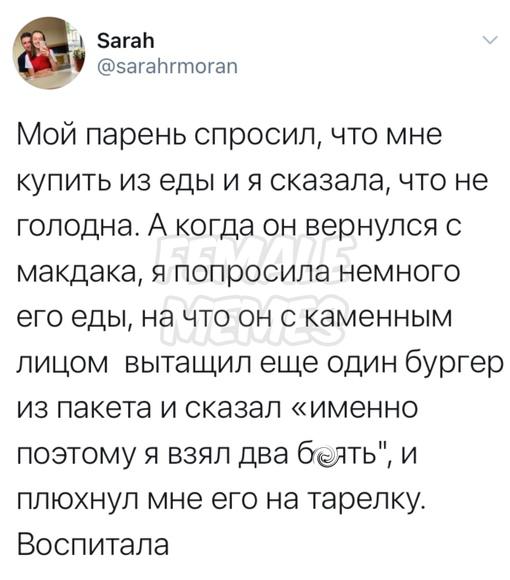 Sarah
@sarahrmoran
Мой парень спросил, что мне
купить из еды и я сказала, что не
голодна. А когда он вернулся с
макдака, я попросила немного
его еды, на что он с каменным
лицом  вытащил еще один бургер
из пакета и сказал «именно
поэтому я взял два б ять", и
плюхнул мне его на тарелку.
Воспитала
FEMALE
MEMES